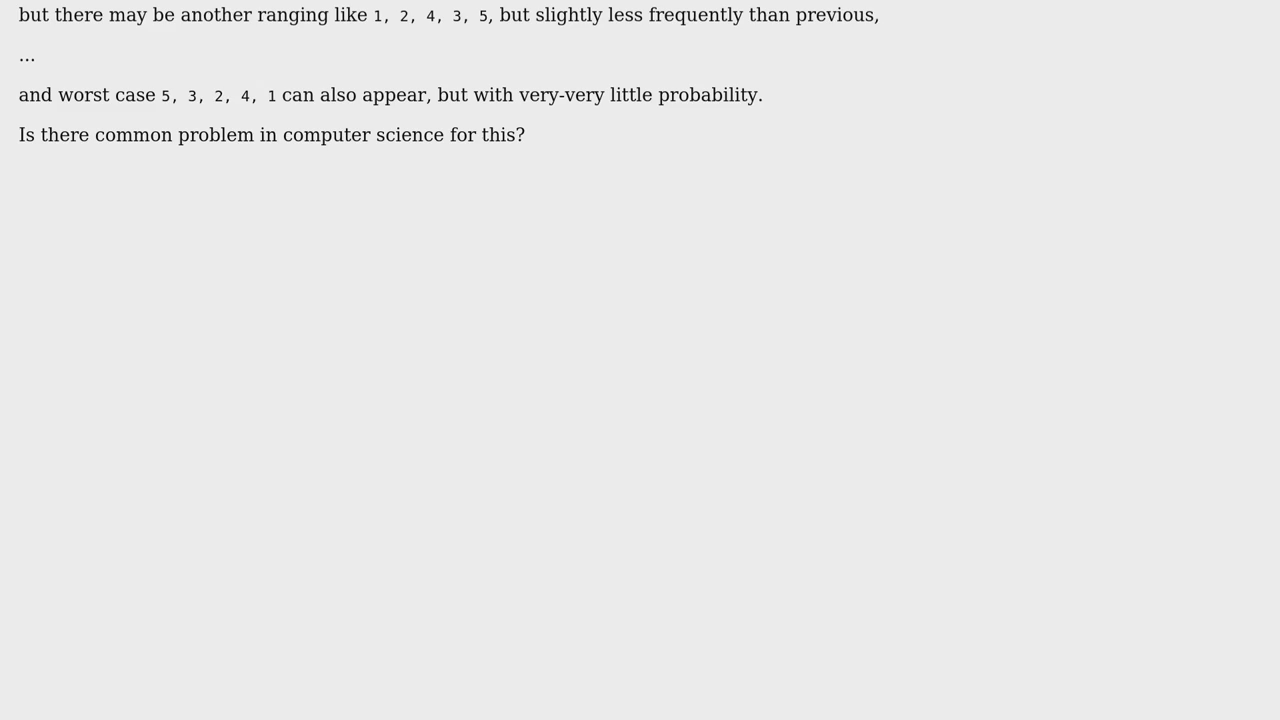 but there may be another ranging like 1, 2, 4, 3, 5, but slightly less frequently than previous,
...
and worst case 5, 3, 2, 4, 1 can also appear, but with very-very little probability.
Is there common problem in computer science for this?